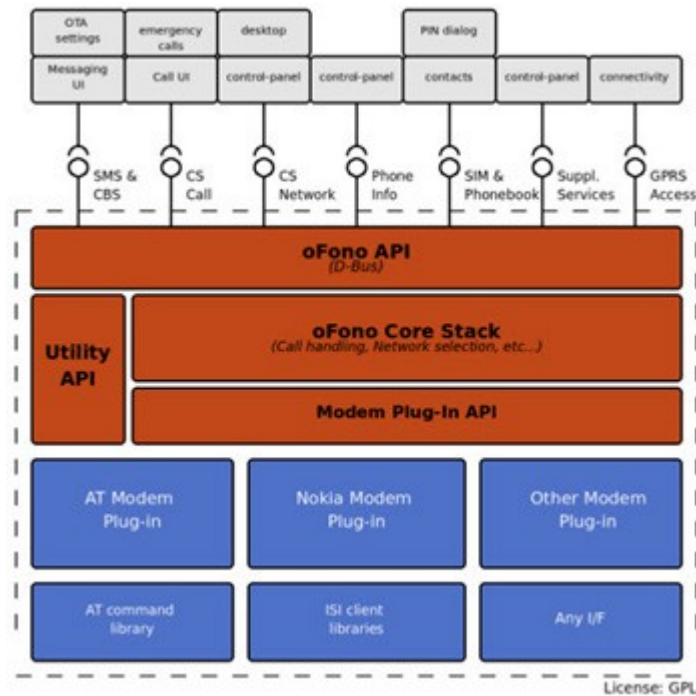 OTA
settings
emergency
calls
desktop
PIN dialog
Messaging
UI
Call UI
control-panel
control-panel
contacts
control-panel
connectivity
SMS &
CBS
CS
Call
CS
Network
Phone
Info
SIM &
Phonebook
Suppl.
Services
GPRS
Access
oFono API
(D-Bus)
Utility
API
oFono Core Stack
(Call handling, Network selection, etc...)
Modem Plug-In API
AT Modem
Plug-in
Nokia Modem
Plug-in
Other Modem
Plug-in
AT command
library
ISI client
libraries
Any I/F
License: GPL